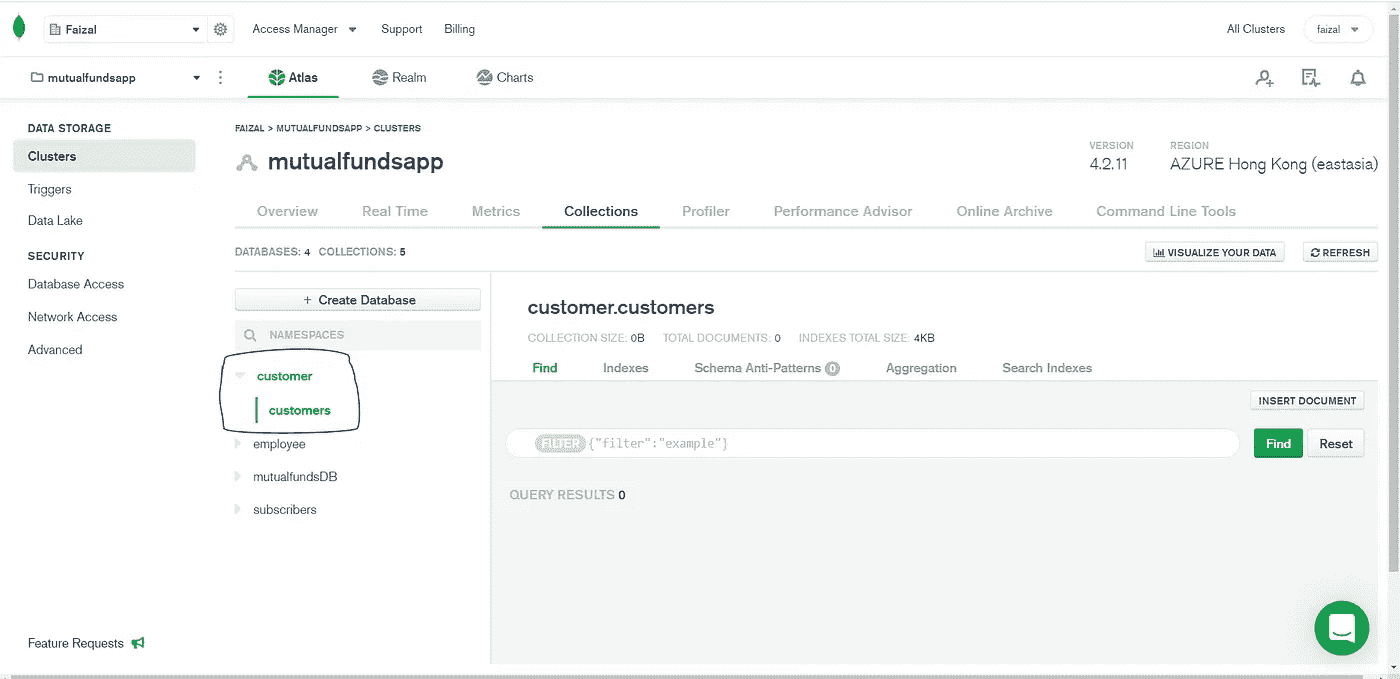 Faizal Access Manager Support Billing All Clusters faizal
mutualfundsapp Atlas Realm Charts
DATA STORAGE
Clusters
Triggers
Data Lake
SECURITY
Database Access
Network Access
Advanced
Feature Requests
FAIZAL > MUTUALFUNDSAPP > CLUSTERS
mutualfundsapp
VERSION
4.2.11
REGION
AZURE Hong Kong (eastasia)
Overview Real Time Metrics Collections Profiler Performance Advisor Online Archive Command Line Tools
DATABASES: 4 COLLECTIONS: 5
VISUALIZE YOUR DATA REFRESH
+ Create Database
NAMESPACES
customer
customers
employee
mutualfundsDB
subscribers
customer.customers
COLLECTION SIZE: 0B TOTAL DOCUMENTS: 0 INDEXES TOTAL SIZE: 4KB
Find Indexes Schema Anti-Patterns 0 Aggregation Search Indexes
INSERT DOCUMENT
FILTER {"filter":"example"} Find Reset
QUERY RESULTS 0